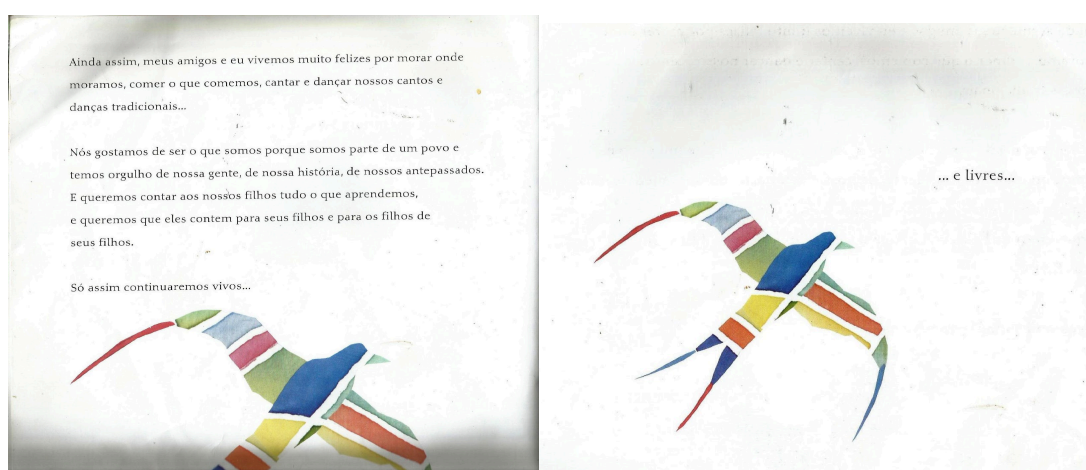 Ainda assim, meus amigos e eu vivemos muito felizes por morar onde
moramos, comer o que comemos, cantar e dançar nossos cantos e
danças tradicionais...
Nós gostamos de ser o que somos porque somos parte de um povo e
temos orgulho de nossa gente, de nossa história, de nossos antepassados.
E queremos contar aos nossos filhos tudo o que aprendemos,
e queremos que eles contem para seus filhos e para os filhos de
seus filhos.
Só assim continuaremos vivos...
... e livres...